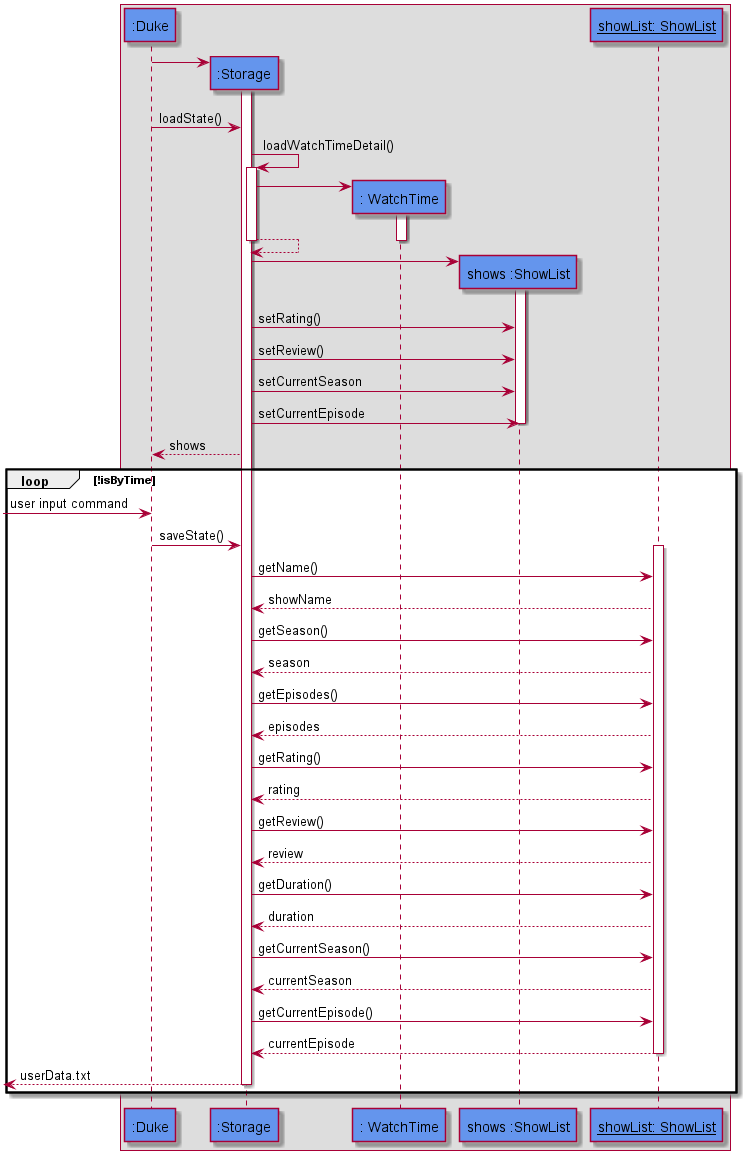 :Duke
showList: ShowList
:Storage
loadState()
loadWatchTimeDetail()
: WatchTime
shows :ShowList
setRating()
setReview()
setCurrentSeason
setCurrentEpisode
shows
loop [!isByTime]
user input command
saveState()
getName()
showName
getSeason()
season
getEpisodes()
episodes
getRating()
rating
getReview()
review
getDuration()
duration
getCurrentSeason()
currentSeason
getCurrentEpisode()
currentEpisode
userData.txt
:Duke :Storage : WatchTime shows :ShowList showList: ShowList